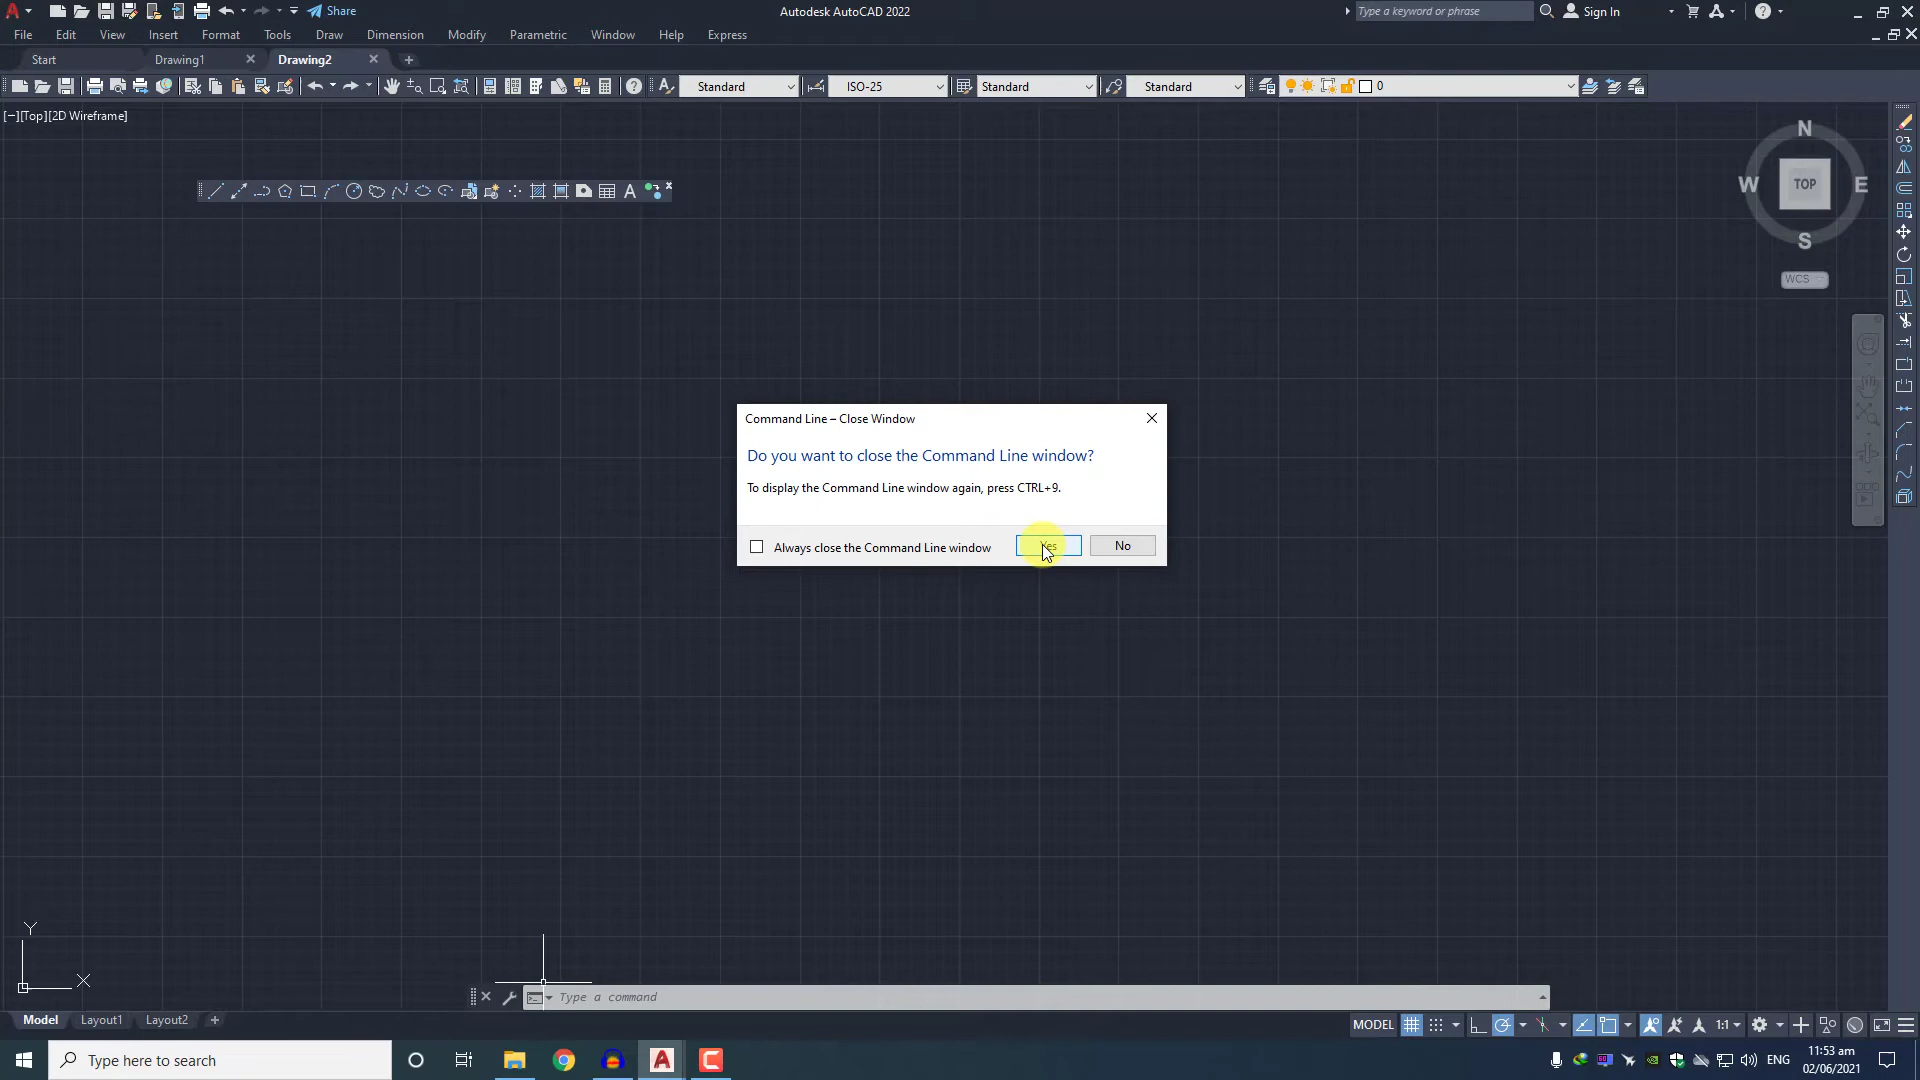 Share
Autodesk AutoCAD 2022
Type a keyword or phrase
Sign In
File Edit View Insert Format Tools Draw Dimension Modify Parametric Window Help Express
Start Drawing1 Drawing2
Standard ISO-25 Standard Standard 0
[−][Top][2D Wireframe]
N
W TOP E
S
WCS
Command Line – Close Window
Do you want to close the Command Line window?
To display the Command Line window again, press CTRL+9.
Always close the Command Line window Yes No
Y
X
Type a command
Model Layout1 Layout2
MODEL 1:1
Type here to search
ENG
11:53 am
02/06/2021